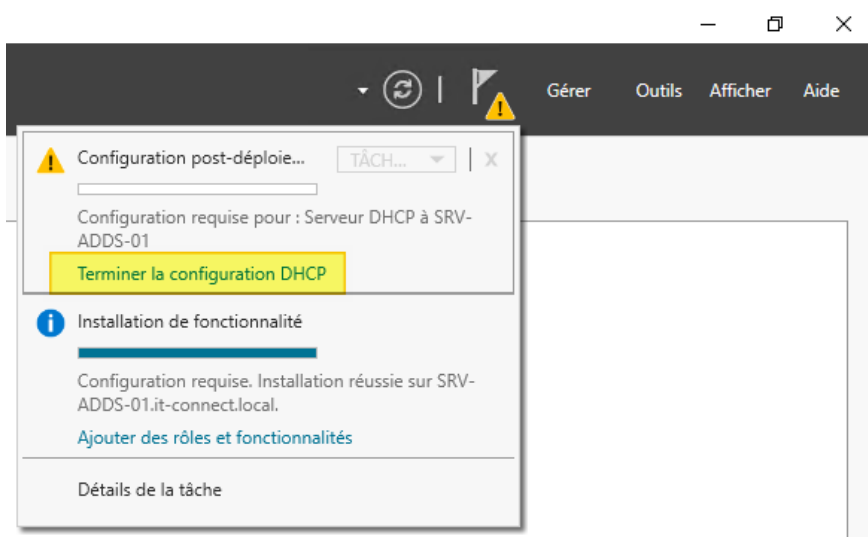 Gérer Outils Afficher Aide
Configuration post-déploie... TÂCH... X
Configuration requise pour : Serveur DHCP à SRV-
ADDS-01
Terminer la configuration DHCP
Installation de fonctionnalité
Configuration requise. Installation réussie sur SRV-
ADDS-01.it-connect.local.
Ajouter des rôles et fonctionnalités
Détails de la tâche